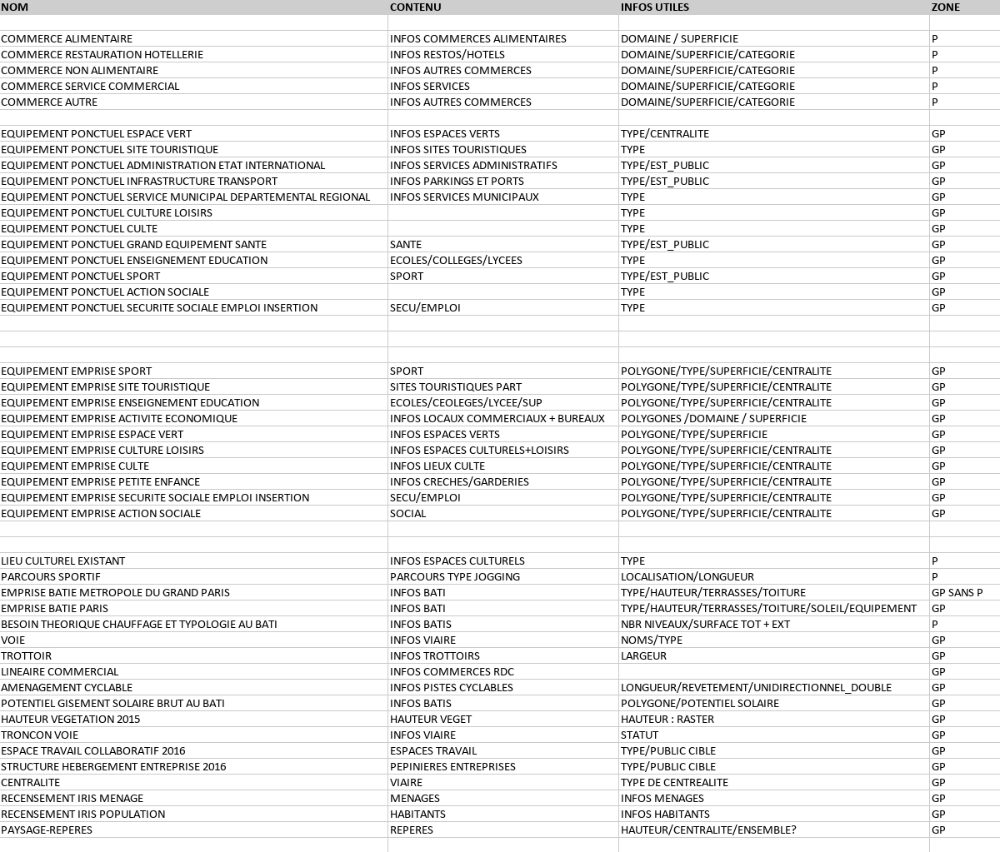 NOM CONTENU INFOS UTILES ZONE
COMMERCE ALIMENTAIRE INFOS COMMERCES ALIMENTAIRES DOMAINE / SUPERFICIE P
COMMERCE RESTAURATION HOTELLERIE INFOS RESTOS/HOTELS DOMAINE/SUPERFICIE/CATEGORIE P
COMMERCE NON ALIMENTAIRE INFOS AUTRES COMMERCES DOMAINE/SUPERFICIE/CATEGORIE P
COMMERCE SERVICE COMMERCIAL INFOS SERVICES DOMAINE/SUPERFICIE/CATEGORIE P
COMMERCE AUTRE INFOS AUTRES COMMERCES DOMAINE/SUPERFICIE/CATEGORIE P
EQUIPEMENT PONCTUEL ESPACE VERT INFOS ESPACES VERTS TYPE/CENTRALITE GP
EQUIPEMENT PONCTUEL SITE TOURISTIQUE INFOS SITES TOURISTIQUES TYPE GP
EQUIPEMENT PONCTUEL ADMINISTRATION ETAT INTERNATIONAL INFOS SERVICES ADMINISTRATIFS TYPE/EST_PUBLIC GP
EQUIPEMENT PONCTUEL INFRASTRUCTURE TRANSPORT INFOS PARKINGS ET PORTS TYPE/EST_PUBLIC GP
EQUIPEMENT PONCTUEL SERVICE MUNICIPAL DEPARTEMENTAL REGIONAL INFOS SERVICES MUNICIPAUX TYPE GP
EQUIPEMENT PONCTUEL CULTURE LOISIRS TYPE GP
EQUIPEMENT PONCTUEL CULTE TYPE GP
EQUIPEMENT PONCTUEL GRAND EQUIPEMENT SANTE SANTE TYPE/EST_PUBLIC GP
EQUIPEMENT PONCTUEL ENSEIGNEMENT EDUCATION ECOLES/COLLEGES/LYCEES TYPE GP
EQUIPEMENT PONCTUEL SPORT SPORT TYPE/EST_PUBLIC GP
EQUIPEMENT PONCTUEL ACTION SOCIALE TYPE GP
EQUIPEMENT PONCTUEL SECURITE SOCIALE EMPLOI INSERTION SECU/EMPLOI TYPE GP
EQUIPEMENT EMPRISE SPORT SPORT POLYGONE/TYPE/SUPERFICIE/CENTRALITE GP
EQUIPEMENT EMPRISE SITE TOURISTIQUE SITES TOURISTIQUES PART POLYGONE/TYPE/SUPERFICIE/CENTRALITE GP
EQUIPEMENT EMPRISE ENSEIGNEMENT EDUCATION ECOLES/CEOLEGES/LYCEE/SUP POLYGONE/TYPE/SUPERFICIE/CENTRALITE GP
EQUIPEMENT EMPRISE ACTIVITE ECONOMIQUE INFOS LOCAUX COMMERCIAUX + BUREAUX POLYGONES /DOMAINE / SUPERFICIE GP
EQUIPEMENT EMPRISE ESPACE VERT INFOS ESPACES VERTS POLYGONE/TYPE/SUPERFICIE GP
EQUIPEMENT EMPRISE CULTURE LOISIRS INFOS ESPACES CULTURELS+LOISIRS POLYGONE/TYPE/SUPERFICIE/CENTRALITE GP
EQUIPEMENT EMPRISE CULTE INFOS LIEUX CULTE POLYGONE/TYPE/SUPERFICIE/CENTRALITE GP
EQUIPEMENT EMPRISE PETITE ENFANCE INFOS CRECHES/GARDERIES POLYGONE/TYPE/SUPERFICIE/CENTRALITE GP
EQUIPEMENT EMPRISE SECURITE SOCIALE EMPLOI INSERTION SECU/EMPLOI POLYGONE/TYPE/SUPERFICIE/CENTRALITE GP
EQUIPEMENT EMPRISE ACTION SOCIALE SOCIAL POLYGONE/TYPE/SUPERFICIE/CENTRALITE GP
LIEU CULTUREL EXISTANT INFOS ESPACES CULTURELS TYPE P
PARCOURS SPORTIF PARCOURS TYPE JOGGING LOCALISATION/LONGUEUR P
EMPRISE BATIE METROPOLE DU GRAND PARIS INFOS BATI TYPE/HAUTEUR/TERRASSES/TOITURE GP SANS P
EMPRISE BATIE PARIS INFOS BATI TYPE/HAUTEUR/TERRASSES/TOITURE/SOLEIL/EQUIPEMENT GP
BESOIN THEORIQUE CHAUFFAGE ET TYPOLOGIE AU BATI INFOS BATIS NBR NIVEAUX/SURFACE TOT + EXT P
VOIE INFOS VIAIRE NOMS/TYPE GP
TROTTOIR INFOS TROTTOIRS LARGEUR GP
LINEAIRE COMMERCIAL INFOS COMMERCES RDC GP
AMENAGEMENT CYCLABLE INFOS PISTES CYCLABLES LONGUEUR/REVETEMENT/UNIDIRECTIONNEL_DOUBLE GP
POTENTIEL GISEMENT SOLAIRE BRUT AU BATI INFOS BATIS POLYGONE/POTENTIEL SOLAIRE GP
HAUTEUR VEGETATION 2015 HAUTEUR VEGET HAUTEUR : RASTER GP
TRONCON VOIE INFOS VIAIRE STATUT GP
ESPACE TRAVAIL COLLABORATIF 2016 ESPACES TRAVAIL TYPE/PUBLIC CIBLE GP
STRUCTURE HEBERGEMENT ENTREPRISE 2016 PEPINIERES ENTREPRISES TYPE/PUBLIC CIBLE GP
CENTRALITE VIAIRE TYPE DE CENTREALITE GP
RECENSEMENT IRIS MENAGE MENAGES INFOS MENAGES GP
RECENSEMENT IRIS POPULATION HABITANTS INFOS HABITANTS GP
PAYSAGE-REPERES REPERES HAUTEUR/CENTRALITE/ENSEMBLE? GP